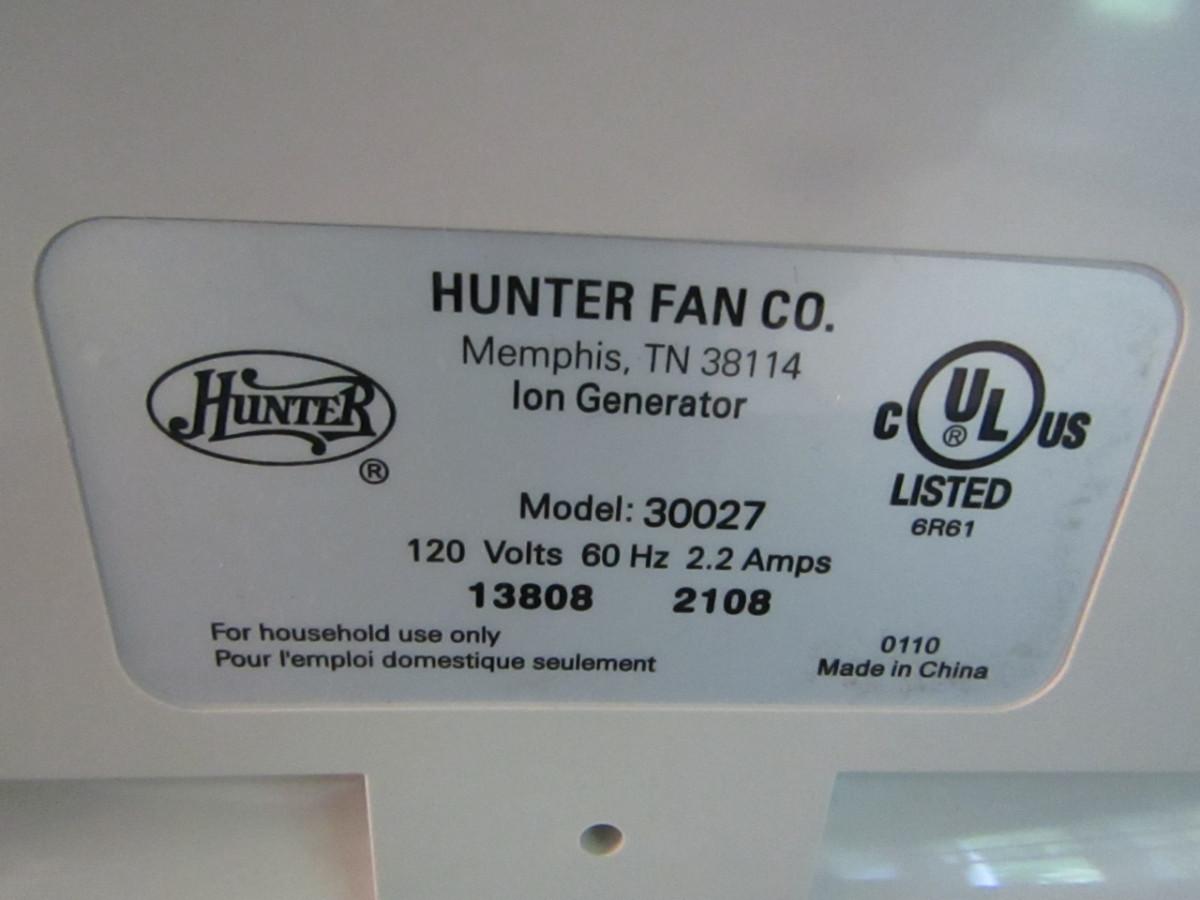 HUNTER FAN CO.
Memphis, TN 38114
Ion Generator
HUNTER
®
C UL ® US
LISTED
6R61
Model: 30027
120 Volts 60 Hz 2.2 Amps
13808 2108
For household use only
Pour l'emploi domestique seulement
0110
Made in China